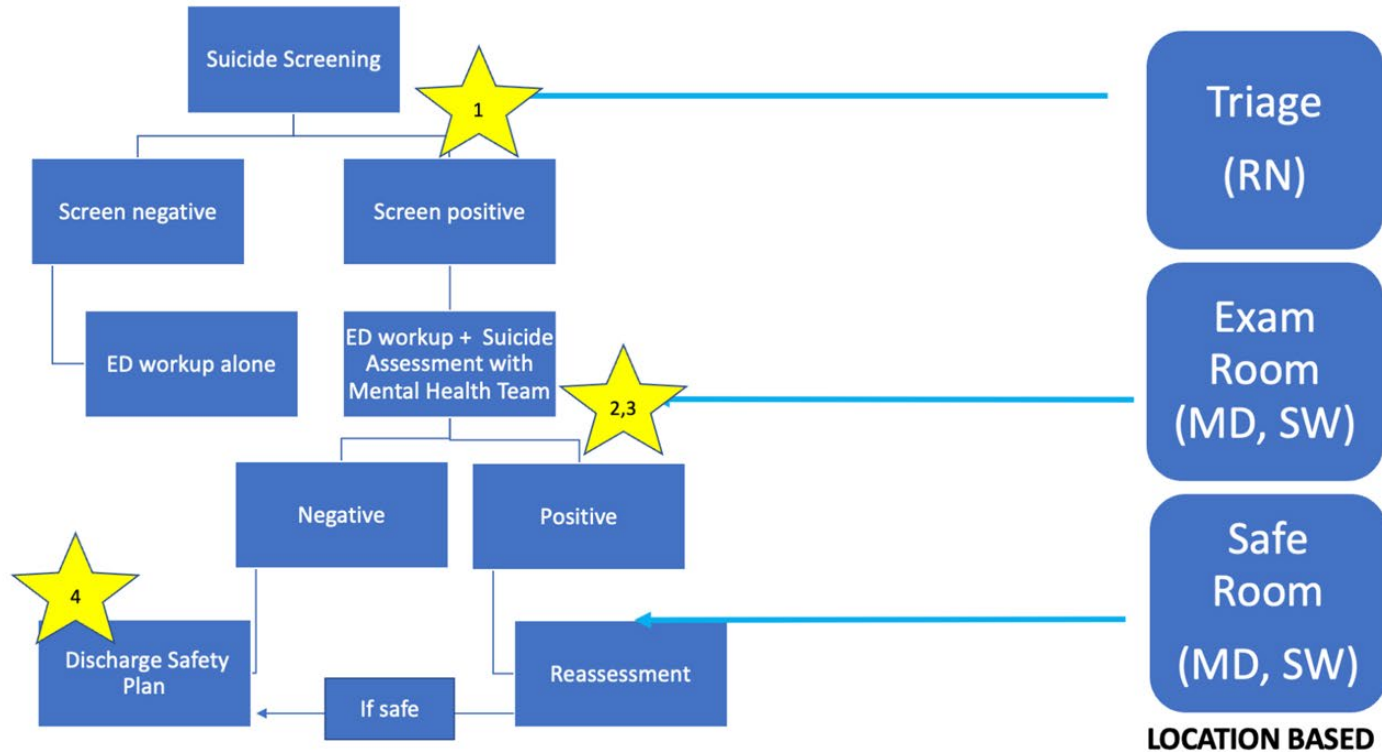 Suicide Screening
1
Triage
(RN)
Screen negative
Screen positive
ED workup alone
ED workup + Suicide
Assessment with
Mental Health Team
2,3
Exam
Room
(MD, SW)
Negative
Positive
4
Discharge Safety
Plan
If safe
Reassessment
Safe
Room
(MD, SW)
LOCATION BASED